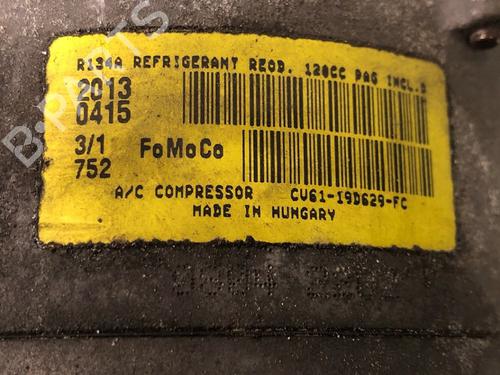 R134A REFRIGERANT REQD. 120CC PAG INCL.D
2013
0415
3/1
752
FoMoCo
A/C COMPRESSOR CV61-19D629-FC
MADE IN HUNGARY
B-PARTS